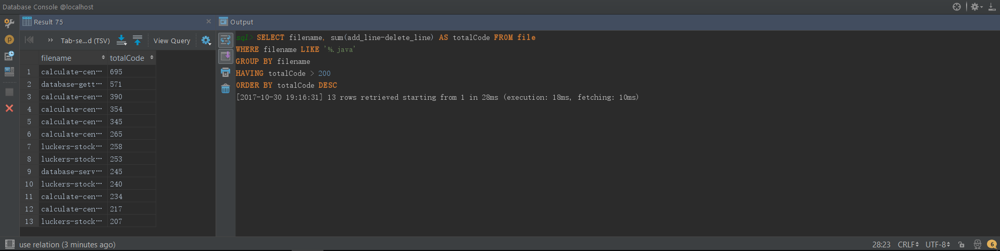 Database Console @localhost
Result 75
Output
Tab-se...d (TSV)
View Query
filename totalCode
1 calculate-cen… 695
2 database-gett… 571
3 calculate-cen… 390
4 calculate-cen… 354
5 calculate-cen… 345
6 calculate-cen… 265
7 luckers-stock… 258
8 luckers-stock… 253
9 database-serv… 245
10 luckers-stock… 240
11 calculate-cen… 234
12 calculate-cen… 217
13 luckers-stock… 207
sql> SELECT filename, sum(add_line-delete_line) AS totalCode FROM file
WHERE filename LIKE '%.java'
GROUP BY filename
HAVING totalCode > 200
ORDER BY totalCode DESC
[2017-10-30 19:16:31] 13 rows retrieved starting from 1 in 28ms (execution: 18ms, fetching: 10ms)
use relation (3 minutes ago)
28:23 CRLF UTF-8 6